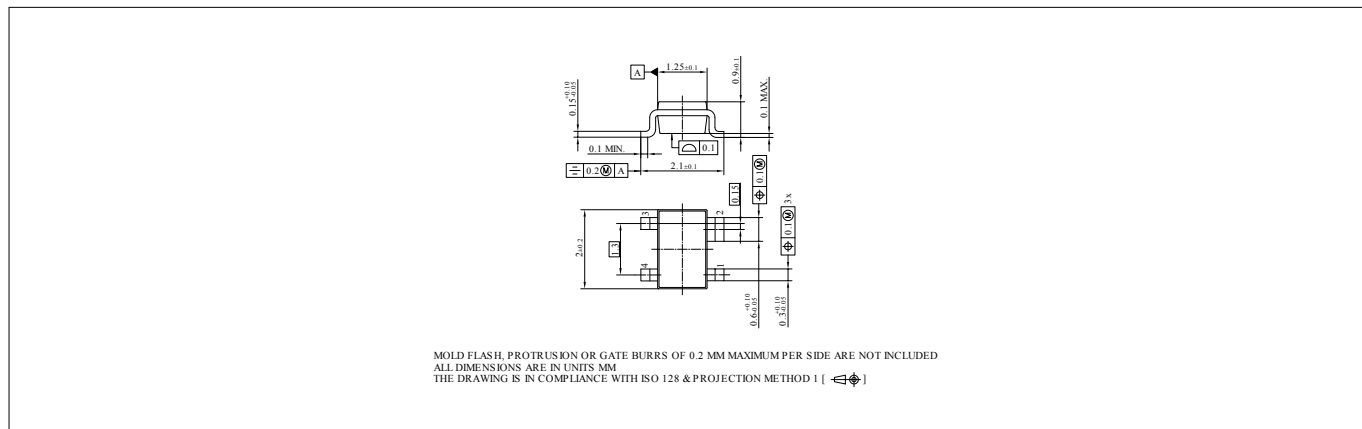 A
1.25±0.1
0.9±0.1
0.1 MAX.
0.15+0.10-0.05
0.1 MIN.
0.1
2.1±0.1
0.2Ⓜ A
0.15
0.1Ⓜ
0.1Ⓜ 3x
3
2
2±0.2
1.3
4
1
0.6+0.10-0.05
0.3+0.10-0.05
MOLD FLASH, PROTRUSION OR GATE BURRS OF 0.2 MM MAXIMUM PER SIDE ARE NOT INCLUDED
ALL DIMENSIONS ARE IN UNITS MM
THE DRAWING IS IN COMPLIANCE WITH ISO 128 & PROJECTION METHOD 1 [ ]